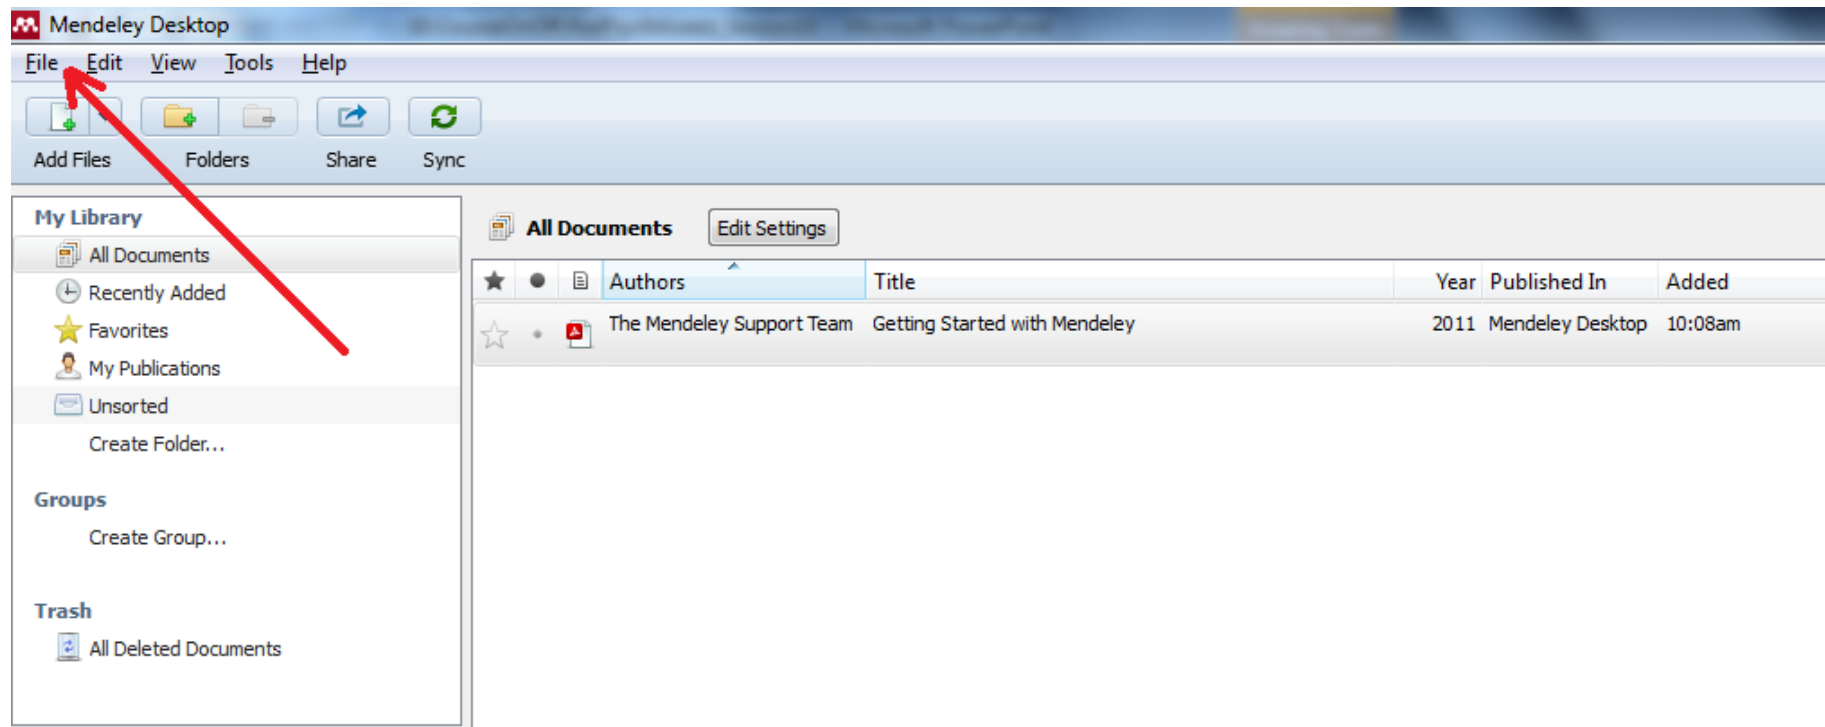 Mendeley Desktop
File Edit View Tools Help
Add Files Folders Share Sync
My Library
All Documents
Recently Added
Favorites
My Publications
Unsorted
Create Folder...
Groups
Create Group...
Trash
All Deleted Documents
All Documents Edit Settings
Authors Title Year Published In Added
The Mendeley Support Team Getting Started with Mendeley 2011 Mendeley Desktop 10:08am